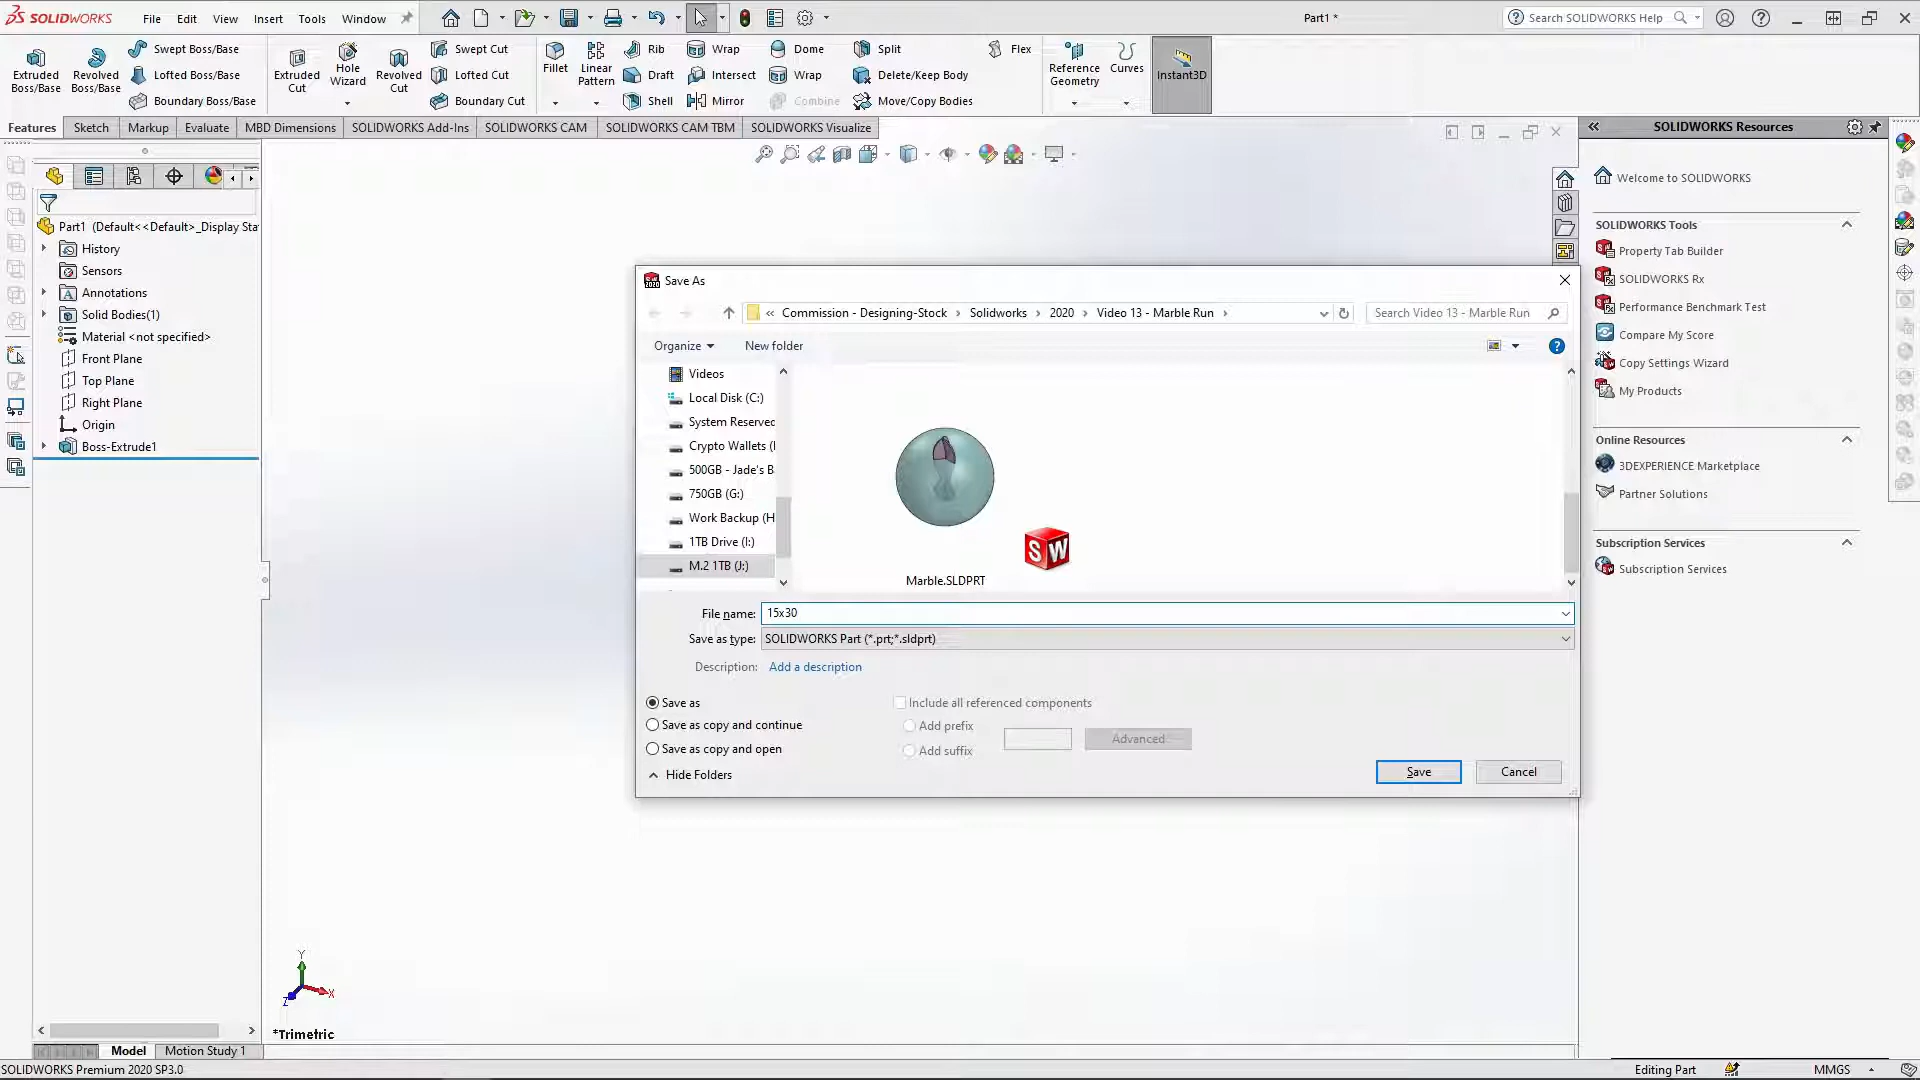 SOLIDWORKS File Edit View Insert Tools Window
Part1 *
Search SOLIDWORKS Help
Extruded Boss/Base
Revolved Boss/Base
Swept Boss/Base
Lofted Boss/Base
Boundary Boss/Base
Extruded Cut
Hole Wizard
Revolved Cut
Swept Cut
Lofted Cut
Boundary Cut
Fillet
Linear Pattern
Rib
Draft
Shell
Wrap
Intersect
Mirror
Dome
Wrap
Combine
Split
Delete/Keep Body
Move/Copy Bodies
Flex
Reference Geometry
Curves
Instant3D
Features Sketch Markup Evaluate MBD Dimensions SOLIDWORKS Add-Ins SOLIDWORKS CAM SOLIDWORKS CAM TBM SOLIDWORKS Visualize
Part1 (Default<<Default>_Display Sta
History
Sensors
Annotations
Solid Bodies(1)
Material <not specified>
Front Plane
Top Plane
Right Plane
Origin
Boss-Extrude1
Save As
« Commission - Designing-Stock › Solidworks › 2020 › Video 13 - Marble Run ›
Search Video 13 - Marble Run
Organize New folder
Videos
Local Disk (C:)
System Reserved
Crypto Wallets (
500GB - Jade's B
750GB (G:)
Work Backup (H
1TB Drive (I:)
M.2 1TB (J:)
SW
Marble.SLDPRT
File name: 15x30
Save as type: SOLIDWORKS Part (*.prt;*.sldprt)
Description: Add a description
Save as
Save as copy and continue
Save as copy and open
Include all referenced components
Add prefix
Add suffix
Advanced
Hide Folders
Save Cancel
SOLIDWORKS Resources
Welcome to SOLIDWORKS
SOLIDWORKS Tools
Property Tab Builder
SOLIDWORKS Rx
Performance Benchmark Test
Compare My Score
Copy Settings Wizard
My Products
Online Resources
3DEXPERIENCE Marketplace
Partner Solutions
Subscription Services
Subscription Services
Y
X
Z
*Trimetric
Model Motion Study 1
SOLIDWORKS Premium 2020 SP3.0
Editing Part
MMGS